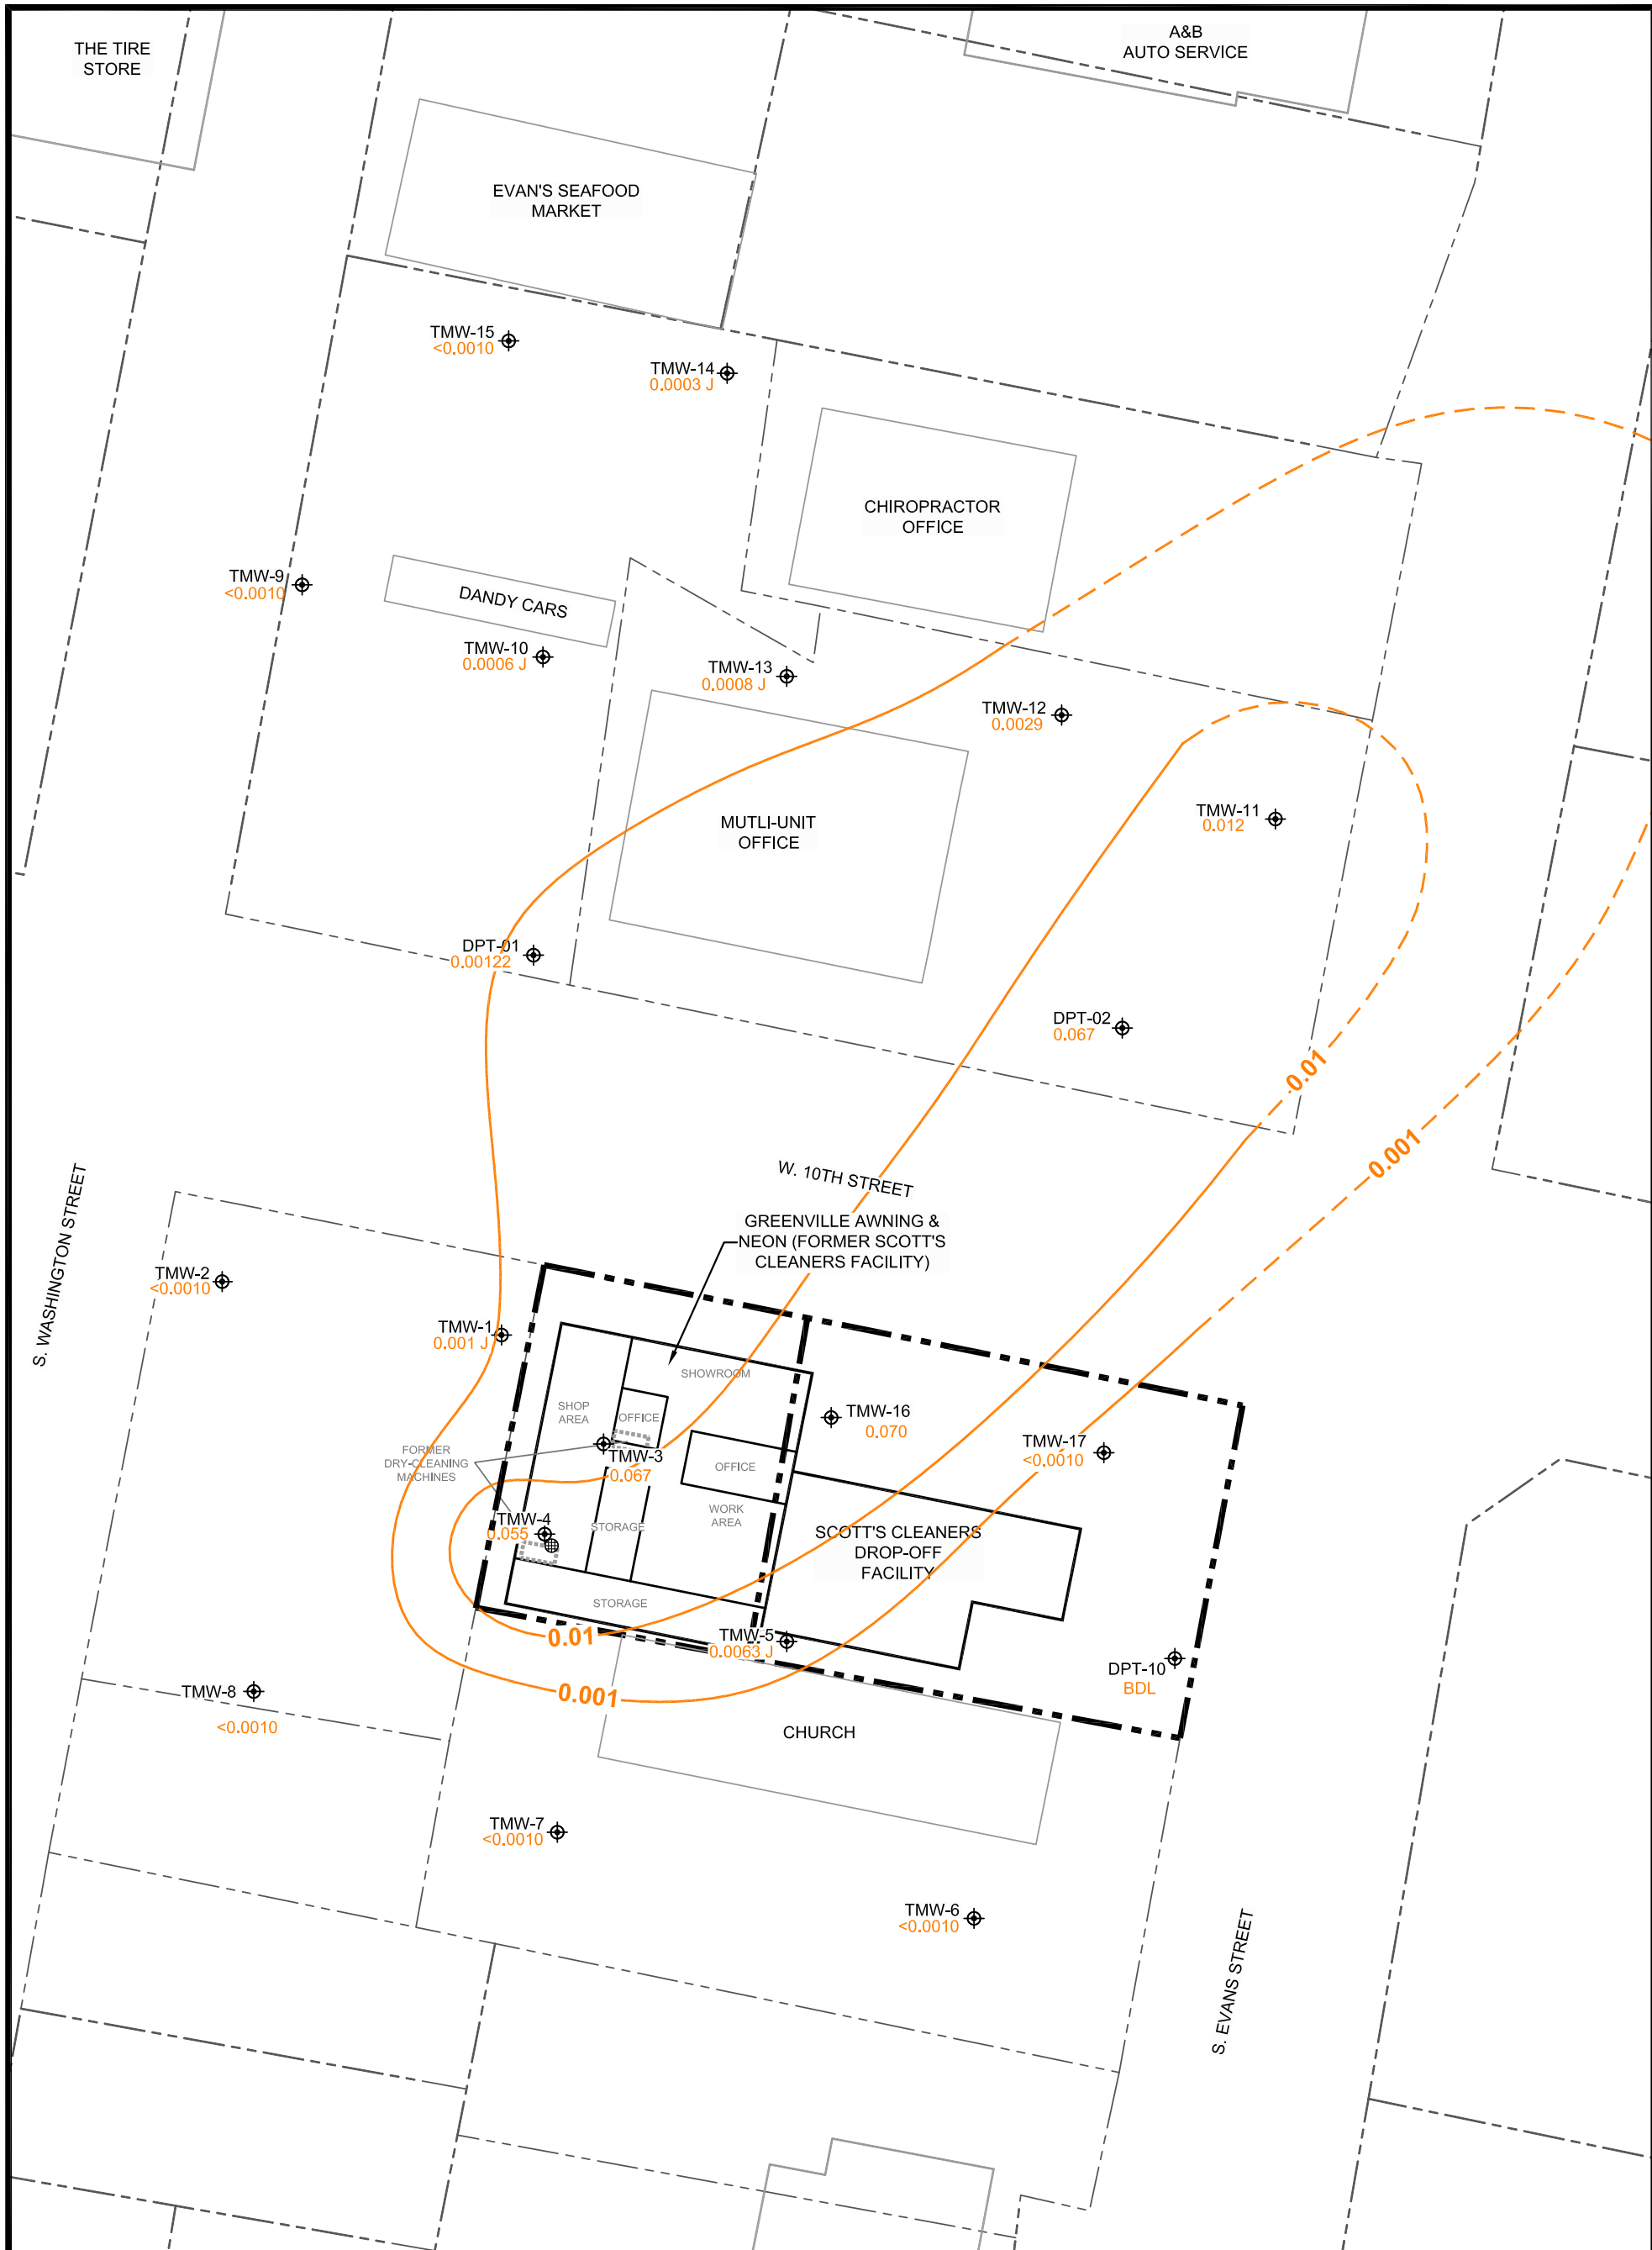 THE TIRE
STORE
A&B
AUTO SERVICE
EVAN'S SEAFOOD
MARKET
TMW-15
<0.0010
TMW-14
0.0003 J
CHIROPRACTOR
OFFICE
TMW-9
<0.0010
DANDY CARS
TMW-10
0.0006 J
TMW-13
0.0008 J
TMW-12
0.0029
MUTLI-UNIT
OFFICE
TMW-11
0.012
DPT-01
0.00122
DPT-02
0.067
0.01
0.001
W. 10TH STREET
S. WASHINGTON STREET
GREENVILLE AWNING &
NEON (FORMER SCOTT'S
CLEANERS FACILITY)
TMW-2
<0.0010
TMW-1
0.001 J
SHOWROOM
SHOP
AREA
OFFICE
TMW-16
0.070
FORMER
DRY-CLEANING
MACHINES
TMW-3
0.067
OFFICE
TMW-17
<0.0010
WORK
AREA
TMW-4
0.055
STORAGE
SCOTT'S CLEANERS
DROP-OFF
FACILITY
STORAGE
0.01
TMW-5
0.0063 J
DPT-10
BDL
TMW-8
<0.0010
0.001
CHURCH
TMW-7
<0.0010
TMW-6
<0.0010
S. EVANS STREET